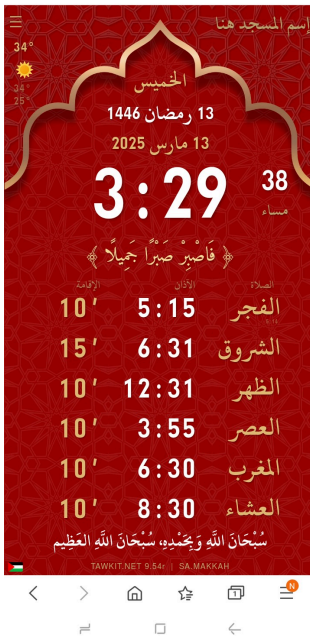 إسم المسجد هنا
34°
34°
25°
الخميس
13 رمضان 1446
13 مارس 2025
3:29 38
مساء
﴿ فَاصْبِرْ صَبْرًا جَمِيلًا ﴾
الصلاة الآذان الإقامة
الفجر 5:15 10′
الشروق 6:31 15′
الظهر 12:31 10′
العصر 3:55 10′
المغرب 6:30 10′
العشاء 8:30 10′
سُبْحَانَ اللَّهِ وَبِحَمْدِهِ، سُبْحَانَ اللَّهِ العَظِيمِ
TAWKIT.NET 9.54r | SA.MAKKAH
1
N